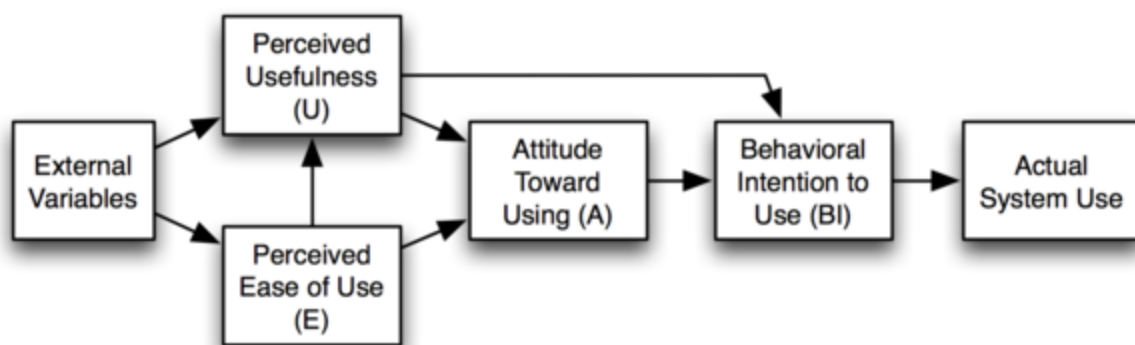 External
Variables
Perceived
Usefulness
(U)
Perceived
Ease of Use
(E)
Attitude
Toward
Using (A)
Behavioral
Intention to
Use (BI)
Actual
System Use